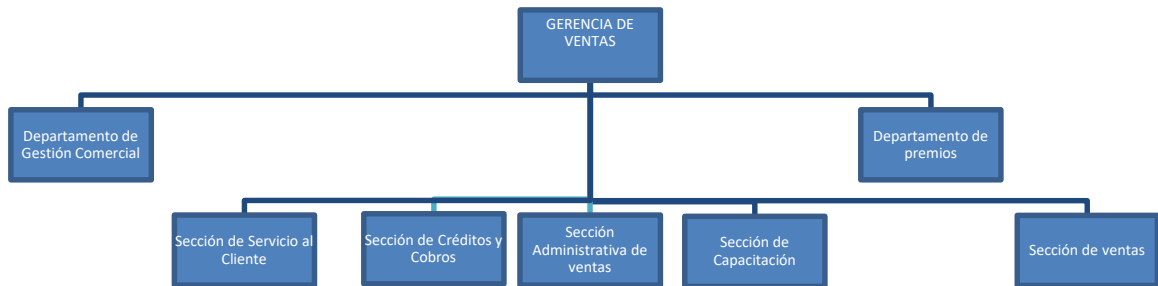 GERENCIA DE
VENTAS
Departamento de
Gestión Comercial
Departamento de
premios
Sección de Servicio al
Cliente
Sección de Créditos y
Cobros
Sección
Administrativa de
ventas
Sección de
Capacitación
Sección de ventas